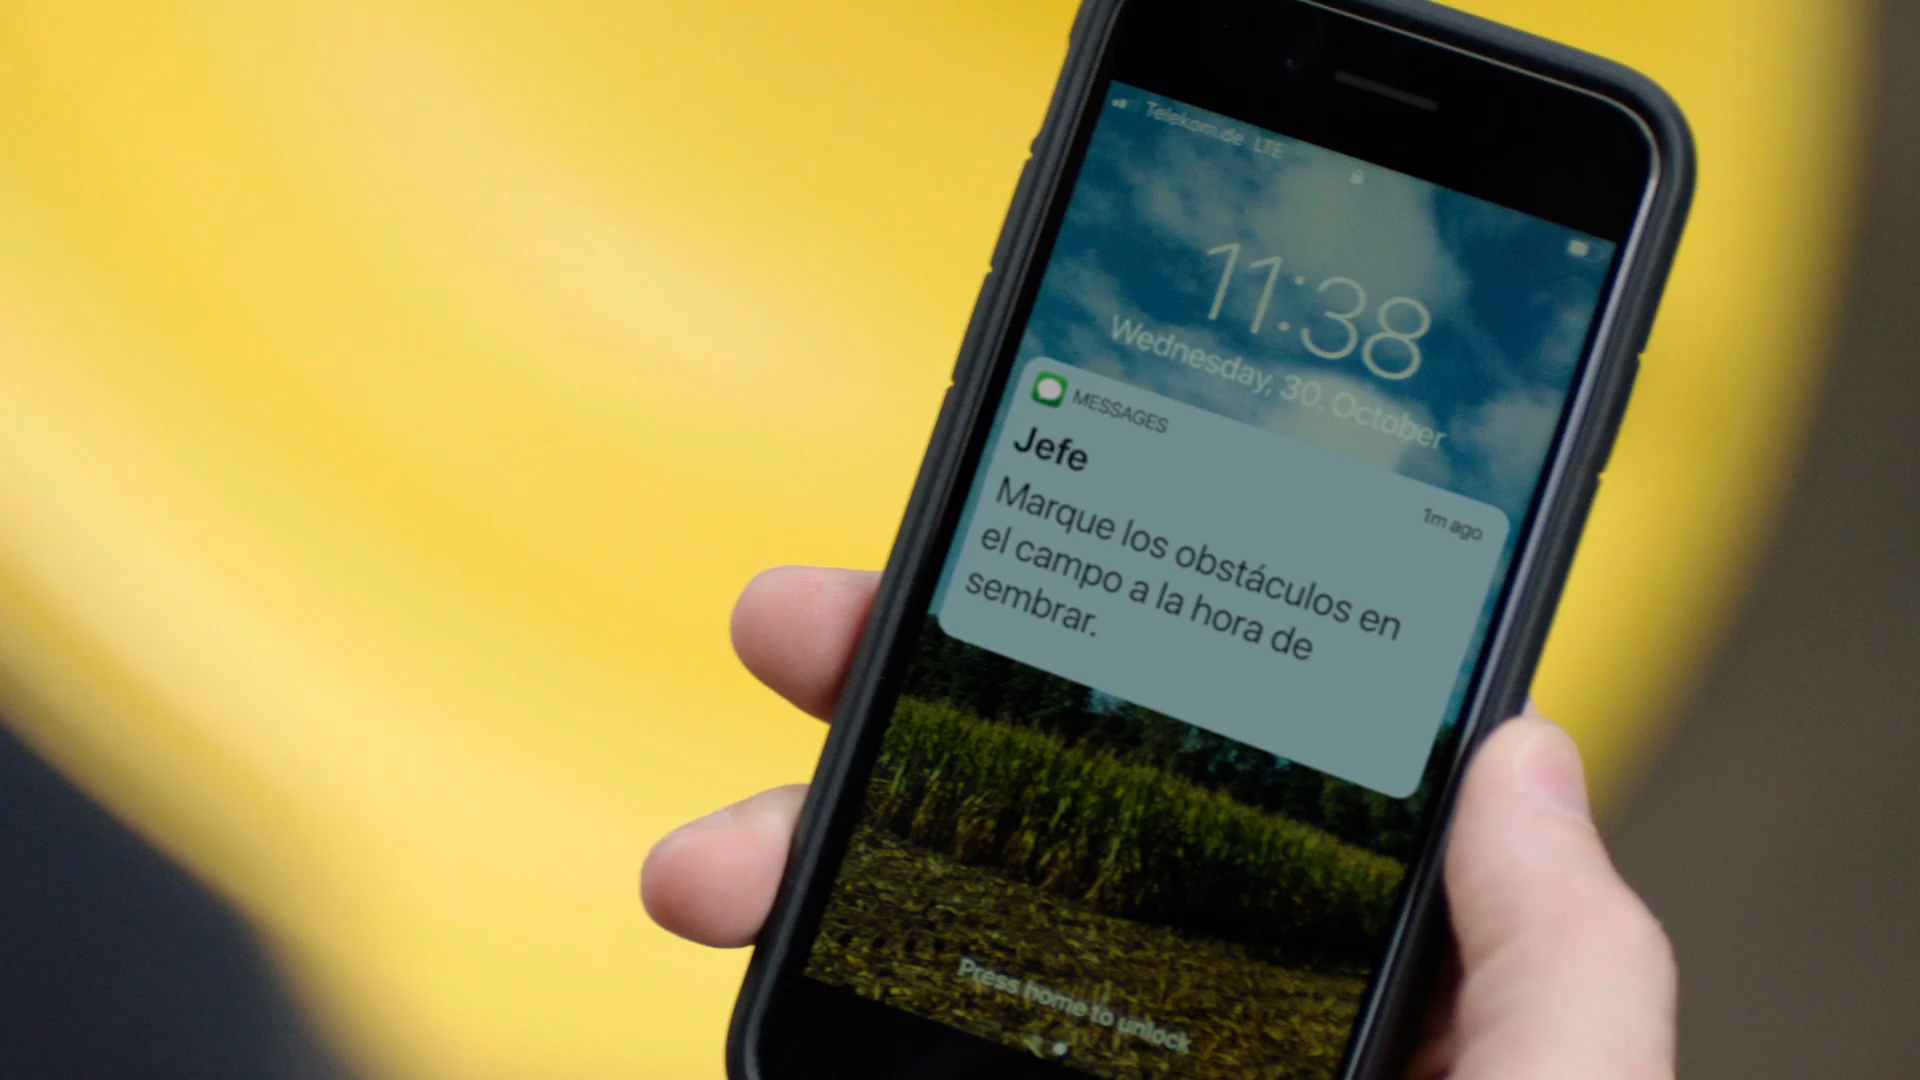 Telekom.de LTE
11:38
Wednesday, 30. October
MESSAGES
1m ago
Jefe
Marque los obstáculos en
el campo a la hora de
sembrar.
Press home to unlock